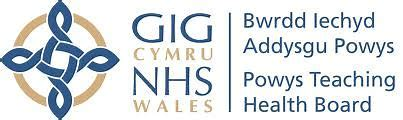 GIG
CYMRU
NHS
WALES
Bwrdd Iechyd
Addysgu Powys
Powys Teaching
Health Board